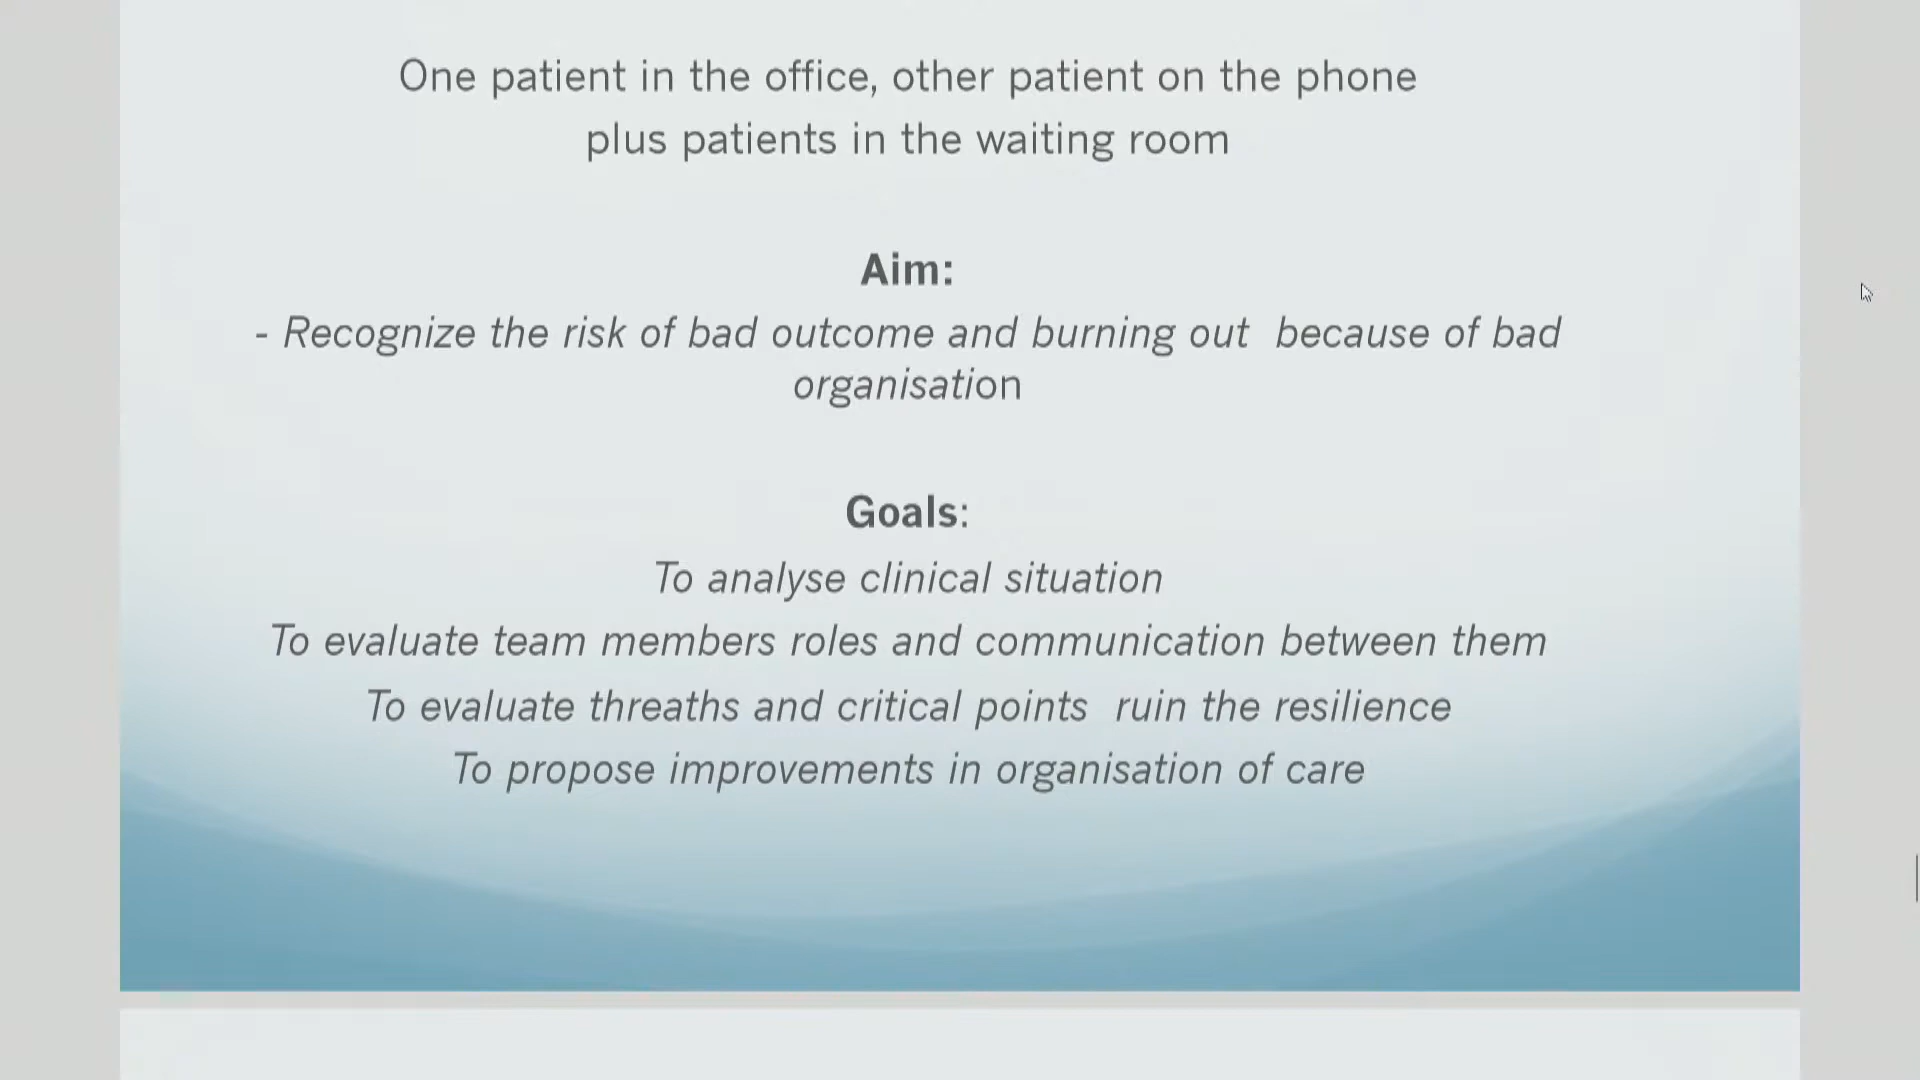 One patient in the office, other patient on the phone
plus patients in the waiting room
Aim:
- Recognize the risk of bad outcome and burning out  because of bad
organisation
Goals:
To analyse clinical situation
To evaluate team members roles and communication between them
To evaluate threaths and critical points  ruin the resilience
To propose improvements in organisation of care